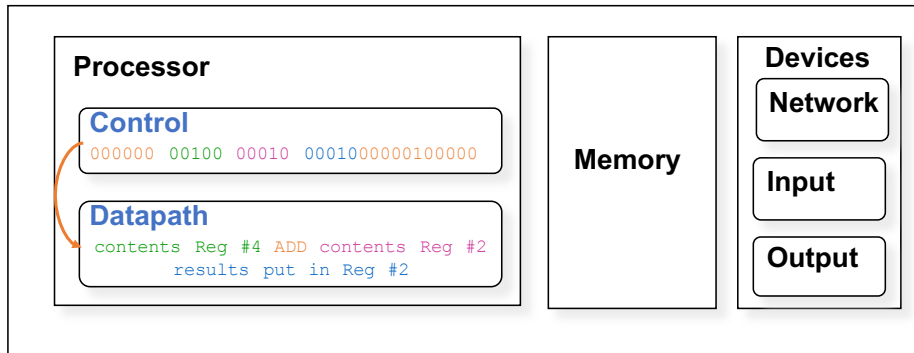 Processor
Control
000000 00100 00010 0001000000100000
Datapath
contents Reg #4 ADD contents Reg #2
results put in Reg #2
Memory
Devices
Network
Input
Output